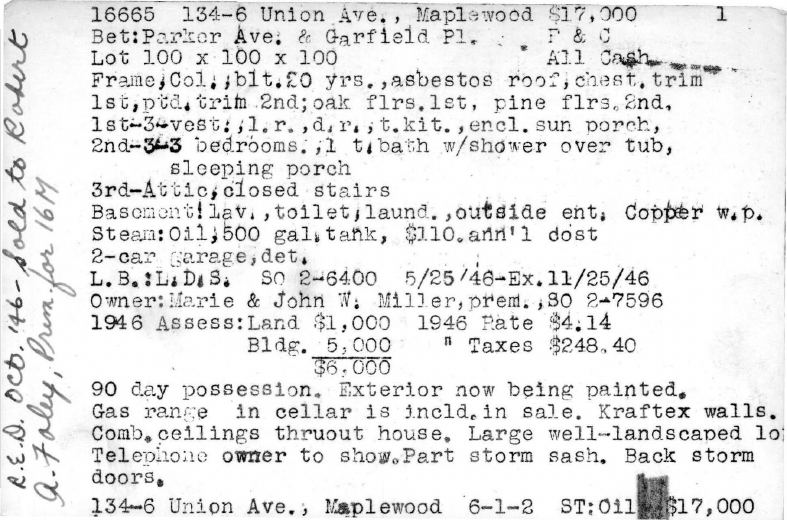 16665 134-6 Union Ave., Maplewood $17,000 1
Bet:Parker Ave. & Garfield Pl. F & C
Lot 100 x 100 x 100 All Cash
Frame,Col.,blt.20 yrs.,asbestos roof,chest.trim
1st,ptd.trim 2nd;oak flrs.1st, pine flrs.2nd.
1st-3-vest.,l.r.,d.r.,t.kit.,encl.sun porch,
2nd-3-3 bedrooms.,1 t.bath w/shower over tub,
sleeping porch
3rd-Attic,closed stairs
Basement:lav.,toilet,laund.,outside ent. Copper w.p.
Steam:Oil,500 gal.tank, $110.ann'l dost
2-car garage,det.
L.B.:L.D.S. SO 2-6400 5/25/46-Ex.11/25/46
Owner:Marie & John W. Miller,prem.,SO 2-7596
1946 Assess:Land $1,000 1946 Rate $4.14
Bldg. 5,000 " Taxes $248.40
$6,000
90 day possession. Exterior now being painted.
Gas range in cellar is incld.in sale. Kraftex walls.
Comb.ceilings thruout house. Large well-landscaped lo
Telephone owner to show.Part storm sash. Back storm
doors.
134-6 Union Ave., Maplewood 6-1-2 ST:Oil $17,000
R.E.D. Oct. '46 - Sold to Robert
A. Foley, Prem for 16M